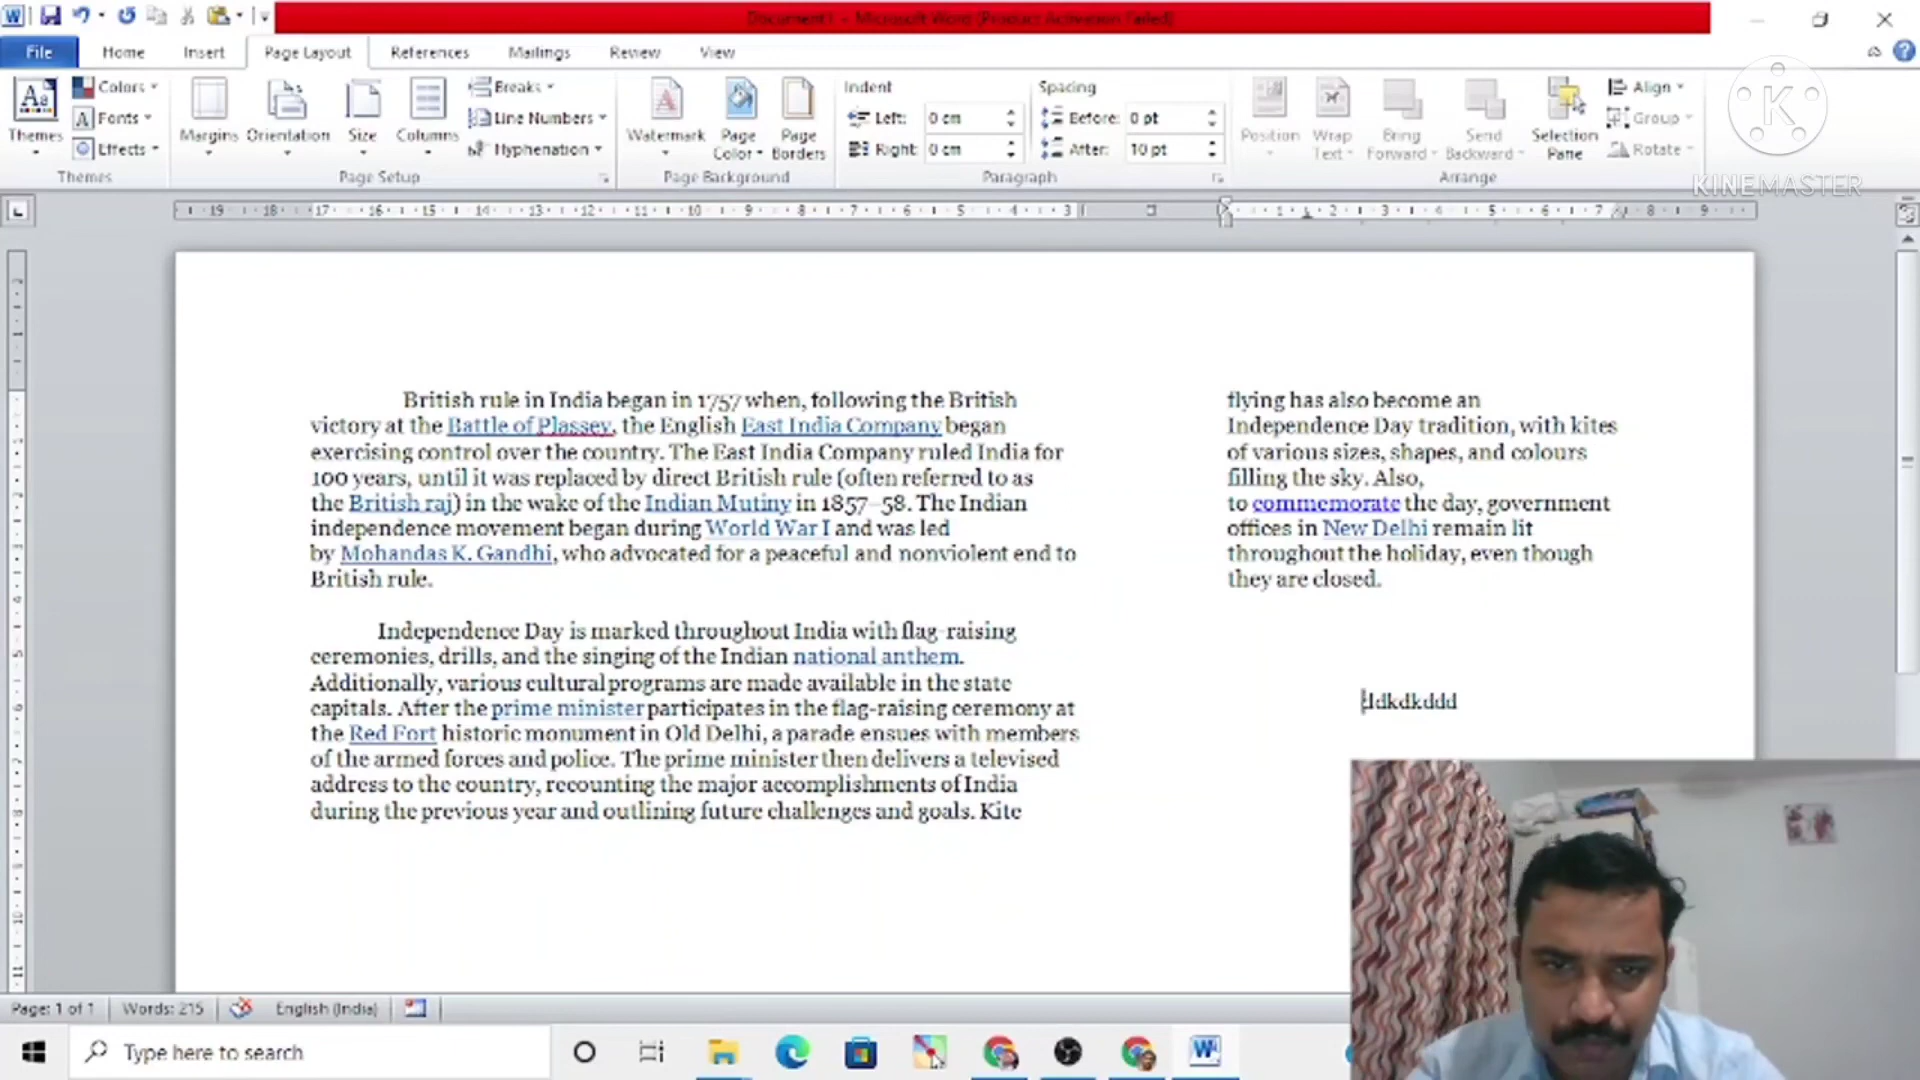 Document1 - Microsoft Word (Product Activation Failed)
File Home Insert Page Layout References Mailings Review View
Themes
Colors
Fonts
Effects
Themes
Margins
Orientation
Size
Columns
Breaks
Line Numbers
Hyphenation
Page Setup
Watermark
Page Color
Page Borders
Page Background
Indent
Left: 0 cm
Right: 0 cm
Spacing
Before: 0 pt
After: 10 pt
Paragraph
Position
Wrap Text
Bring Forward
Send Backward
Selection Pane
Align
Group
Rotate
Arrange
K
KINEMASTER
British rule in India began in 1757 when, following the British
victory at the Battle of Plassey, the English East India Company began
exercising control over the country. The East India Company ruled India for
100 years, until it was replaced by direct British rule (often referred to as
the British raj) in the wake of the Indian Mutiny in 1857–58. The Indian
independence movement began during World War I and was led
by Mohandas K. Gandhi, who advocated for a peaceful and nonviolent end to
British rule.
Independence Day is marked throughout India with flag-raising
ceremonies, drills, and the singing of the Indian national anthem.
Additionally, various cultural programs are made available in the state
capitals. After the prime minister participates in the flag-raising ceremony at
the Red Fort historic monument in Old Delhi, a parade ensues with members
of the armed forces and police. The prime minister then delivers a televised
address to the country, recounting the major accomplishments of India
during the previous year and outlining future challenges and goals. Kite
flying has also become an
Independence Day tradition, with kites
of various sizes, shapes, and colours
filling the sky. Also,
to commemorate the day, government
offices in New Delhi remain lit
throughout the holiday, even though
they are closed.
Page: 1 of 1 Words: 215 English (India)
Type here to search